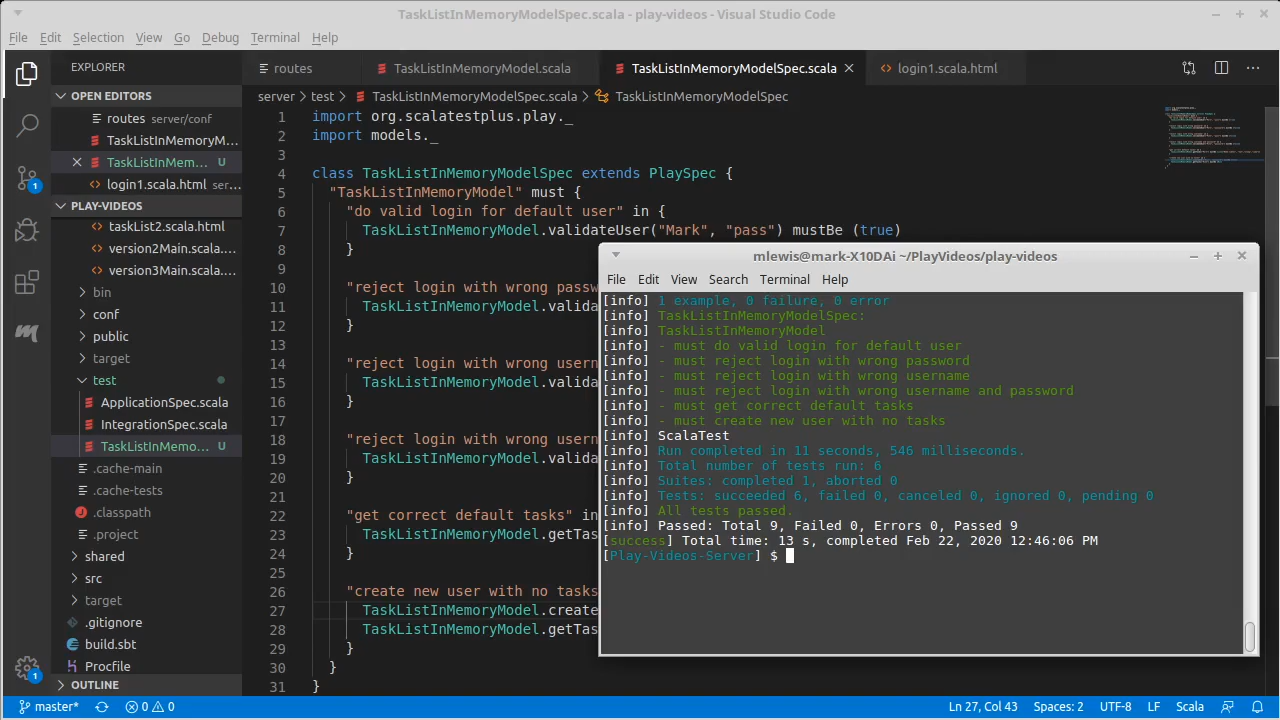 TaskListInMemoryModelSpec.scala - play-videos - Visual Studio Code
File Edit Selection View Go Debug Terminal Help
EXPLORER
OPEN EDITORS
routes server/conf
TaskListInMemoryM...
TaskListInMem... U
login1.scala.html ser...
PLAY-VIDEOS
taskList2.scala.html
version2Main.scala....
version3Main.scala....
bin
conf
public
target
test
ApplicationSpec.scala
IntegrationSpec.scala
TaskListInMemo... U
.cache-main
.cache-tests
.classpath
.project
shared
src
target
.gitignore
build.sbt
Procfile
OUTLINE
routes TaskListInMemoryModel.scala TaskListInMemoryModelSpec.scala login1.scala.html
server > test > TaskListInMemoryModelSpec.scala > TaskListInMemoryModelSpec
1 import org.scalatestplus.play._
2 import models._
3
4 class TaskListInMemoryModelSpec extends PlaySpec {
5 "TaskListInMemoryModel" must {
6 "do valid login for default user" in {
7 TaskListInMemoryModel.validateUser("Mark", "pass") mustBe (true)
8 }
9
10 "reject login with wrong passw
11 TaskListInMemoryModel.valida
12 }
13
14 "reject login with wrong usern
15 TaskListInMemoryModel.valida
16 }
17
18 "reject login with wrong usern
19 TaskListInMemoryModel.valida
20 }
21
22 "get correct default tasks" in
23 TaskListInMemoryModel.getTas
24 }
25
26 "create new user with no tasks
27 TaskListInMemoryModel.create
28 TaskListInMemoryModel.getTas
29 }
30 }
31 }
mlewis@mark-X10DAi ~/PlayVideos/play-videos
File Edit View Search Terminal Help
[info] 1 example, 0 failure, 0 error
[info] TaskListInMemoryModelSpec:
[info] TaskListInMemoryModel
[info] - must do valid login for default user
[info] - must reject login with wrong password
[info] - must reject login with wrong username
[info] - must reject login with wrong username and password
[info] - must get correct default tasks
[info] - must create new user with no tasks
[info] ScalaTest
[info] Run completed in 11 seconds, 546 milliseconds.
[info] Total number of tests run: 6
[info] Suites: completed 1, aborted 0
[info] Tests: succeeded 6, failed 0, canceled 0, ignored 0, pending 0
[info] All tests passed.
[info] Passed: Total 9, Failed 0, Errors 0, Passed 9
[success] Total time: 13 s, completed Feb 22, 2020 12:46:06 PM
[Play-Videos-Server] $
1
1
master* 0 0 Ln 27, Col 43 Spaces: 2 UTF-8 LF Scala